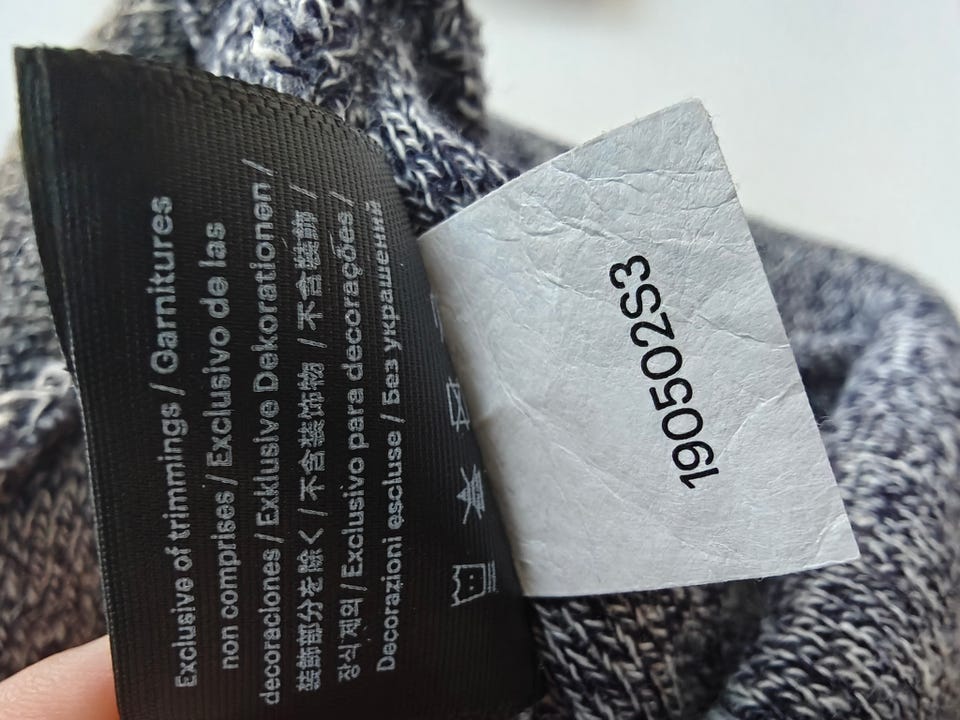 Exclusive of trimmings / Garnitures
non comprises / Exclusivo de las
decoraciones / Exklusive Dekorationen /
装飾部分を除く / 不含装饰物 / 不含裝飾 /
장식 제외 / Exclusivo para decorações /
Decorazioni escluse / Без украшений
190502S3